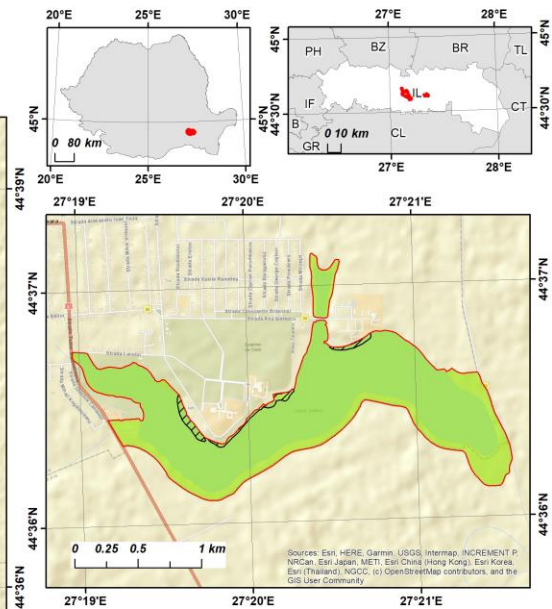 20°E 25°E 30°E
45°N
45°N
0 80 km
20°E 25°E 30°E
27°E 28°E
45°N
45°N
PH BZ BR TL
IF IL CT
B
GR CL
44°30'N
44°30'N
0 10 km
27°E 28°E
44°39'N
44°36'N
27°19'E 27°20'E 27°21'E
44°37'N
44°37'N
44°36'N
44°36'N
Strada Lacului
0 0.25 0.5 1 km
Sources: Esri, HERE, Garmin, USGS, Intermap, INCREMENT P,
NRCan, Esri Japan, METI, Esri China (Hong Kong), Esri Korea,
Esri (Thailand), NGCC, (c) OpenStreetMap contributors, and the
GIS User Community
27°19'E 27°20'E 27°21'E